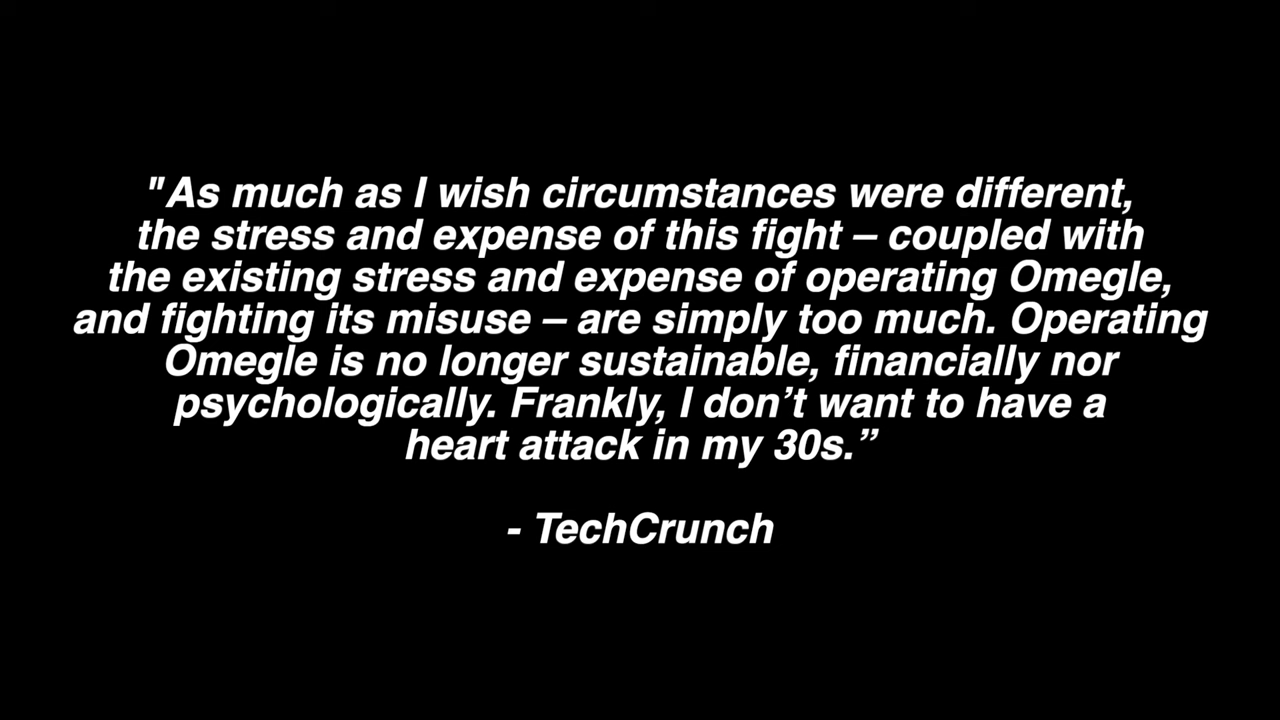 "As much as I wish circumstances were different,
the stress and expense of this fight – coupled with
the existing stress and expense of operating Omegle,
and fighting its misuse – are simply too much. Operating
Omegle is no longer sustainable, financially nor
psychologically. Frankly, I don’t want to have a
heart attack in my 30s.”
- TechCrunch